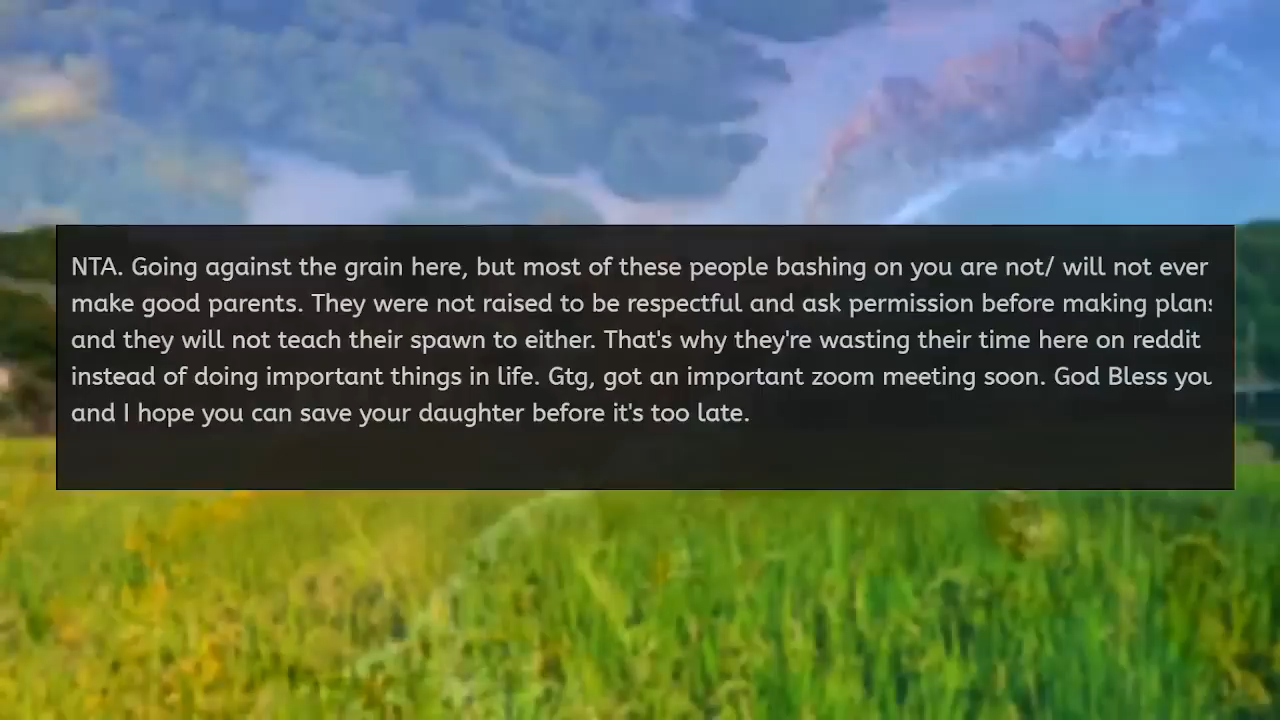 NTA. Going against the grain here, but most of these people bashing on you are not/ will not ever
make good parents. They were not raised to be respectful and ask permission before making plans
and they will not teach their spawn to either. That's why they're wasting their time here on reddit
instead of doing important things in life. Gtg, got an important zoom meeting soon. God Bless you
and I hope you can save your daughter before it's too late.